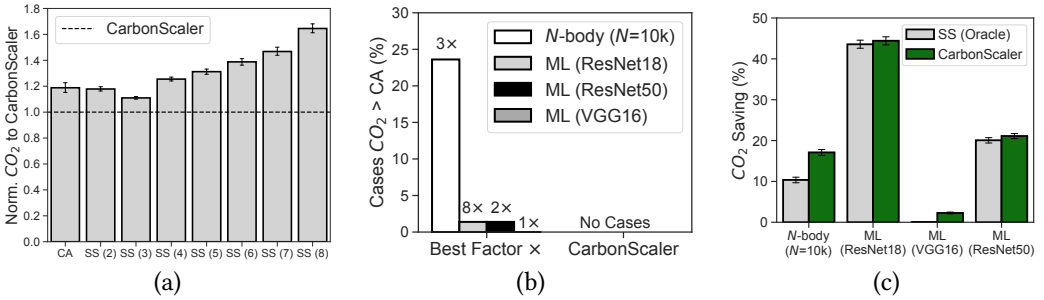 Norm. CO2 to CarbonScaler
1.8
1.6
1.4
1.2
1.0
0.8
0.6
0.4
0.2
0.0
CarbonScaler
CA SS (2) SS (3) SS (4) SS (5) SS (6) SS (7) SS (8)
(a)
Cases CO2 > CA (%)
30
25
20
15
10
5
0
N-body (N=10k)
ML (ResNet18)
ML (ResNet50)
ML (VGG16)
3×
8× 2×
1×
No Cases
Best Factor × CarbonScaler
(b)
CO2 Saving (%)
50
40
30
20
10
0
SS (Oracle)
CarbonScaler
N-body ML ML ML
(N=10k) (ResNet18) (VGG16) (ResNet50)
(c)